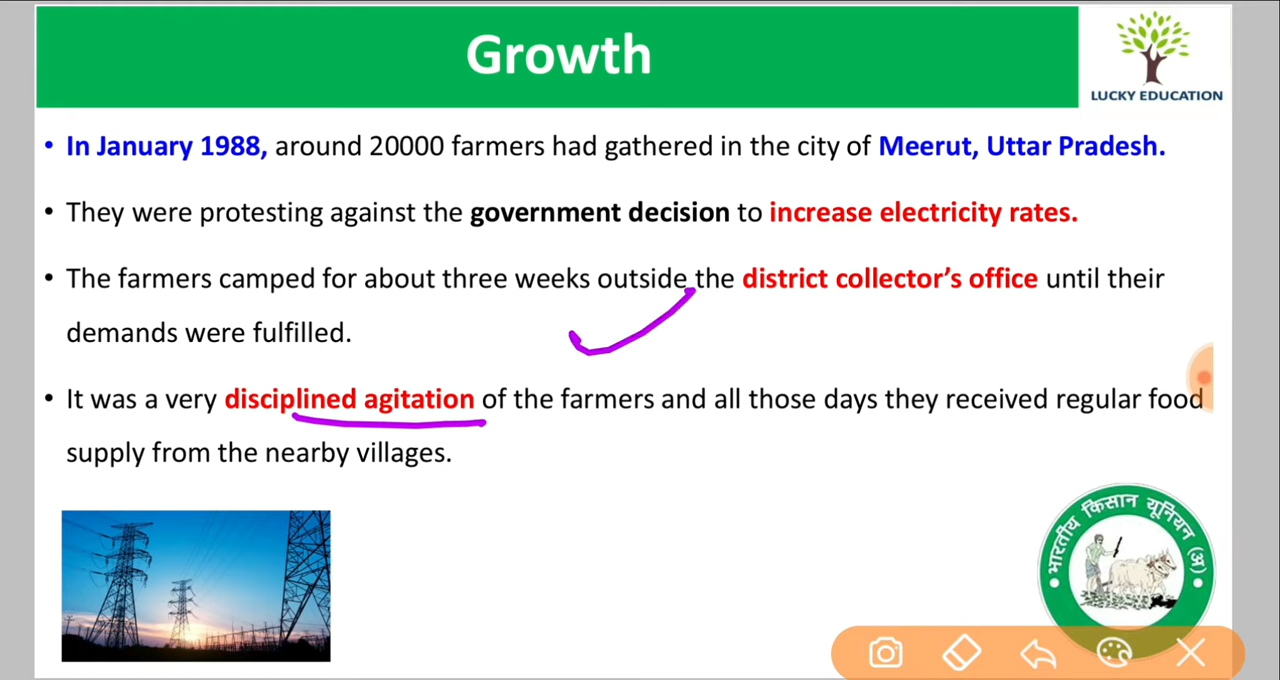 Growth
LUCKY EDUCATION
• In January 1988, around 20000 farmers had gathered in the city of Meerut, Uttar Pradesh.
• They were protesting against the government decision to increase electricity rates.
• The farmers camped for about three weeks outside the district collector’s office until their
demands were fulfilled.
• It was a very disciplined agitation of the farmers and all those days they received regular food
supply from the nearby villages.
भारतीय किसान यूनियन (अ)